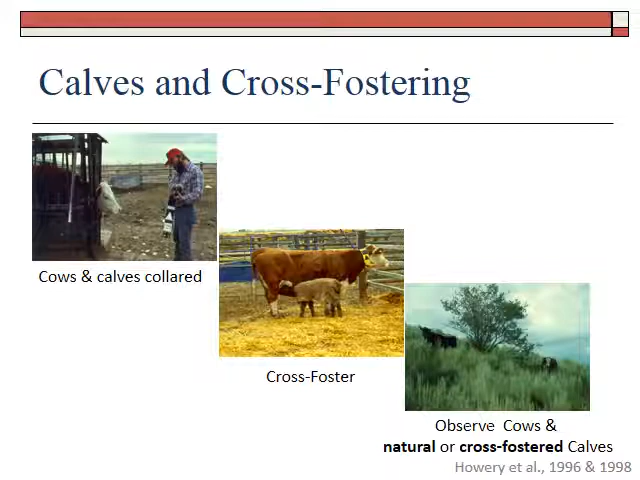 Calves and Cross-Fostering
Cows & calves collared
Cross-Foster
Observe Cows &
natural or cross-fostered Calves
Howery et al., 1996 & 1998